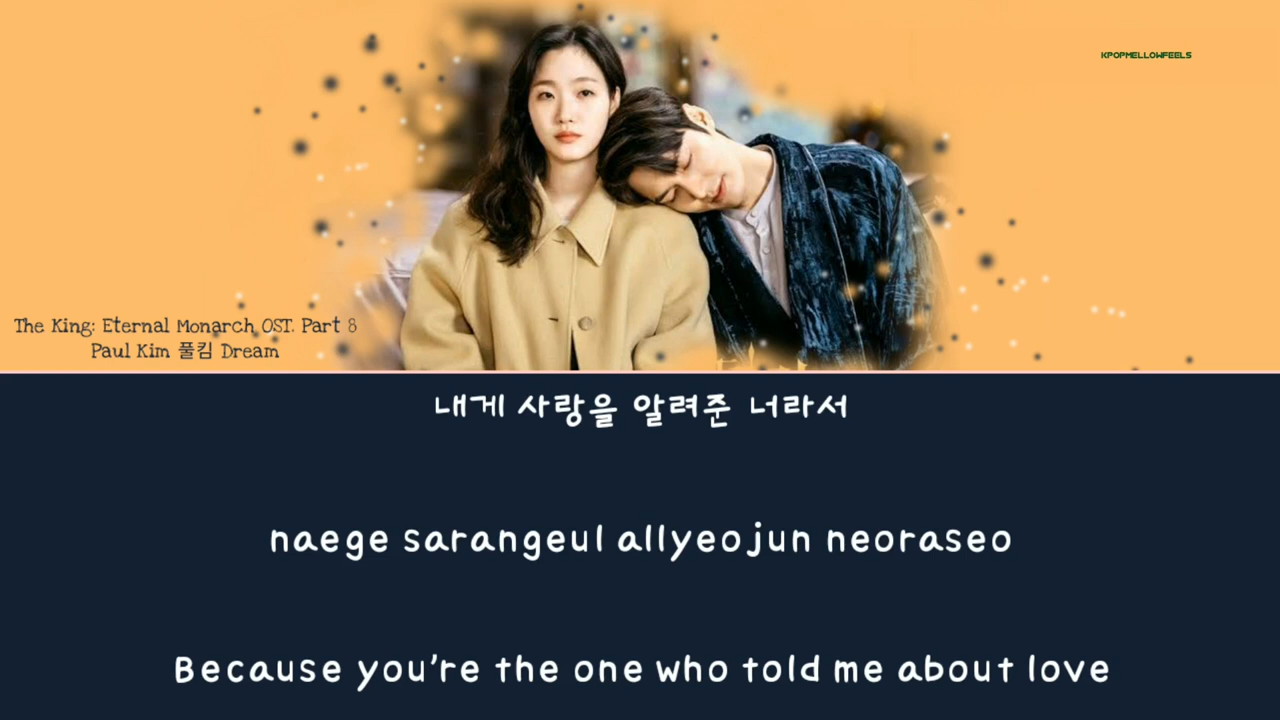 KPOPMELLOWFEELS
The King: Eternal Monarch OST. Part 8
Paul Kim 폴킴 Dream
내게 사랑을 알려준 너라서
naege sarangeul allyeojun neoraseo
Because you're the one who told me about love